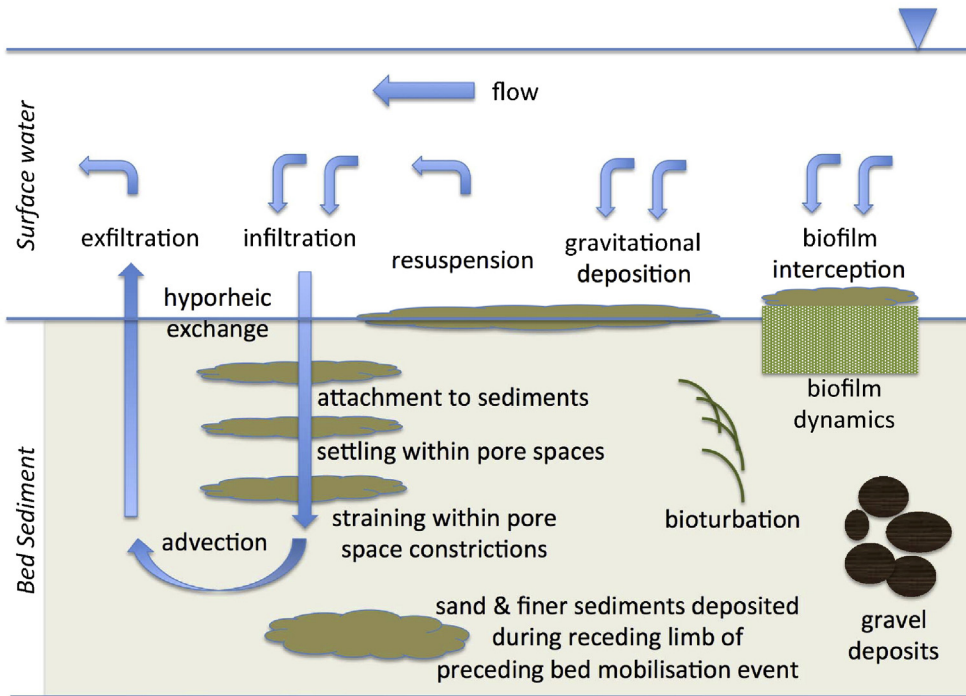 Surface water
flow
exfiltration
infiltration
resuspension
gravitational
deposition
biofilm
interception
hyporheic
exchange
Bed Sediment
attachment to sediments
settling within pore spaces
straining within pore
space constrictions
advection
biofilm
dynamics
bioturbation
gravel
deposits
sand & finer sediments deposited
during receding limb of
preceding bed mobilisation event